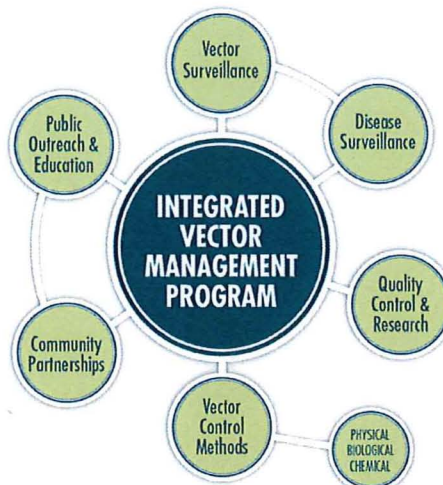 Vector
Surveillance
Disease
Surveillance
Public
Outreach &
Education
INTEGRATED
VECTOR
MANAGEMENT
PROGRAM
Quality
Control &
Research
Community
Partnerships
Vector
Control
Methods
PHYSICAL
BIOLOGICAL
CHEMICAL